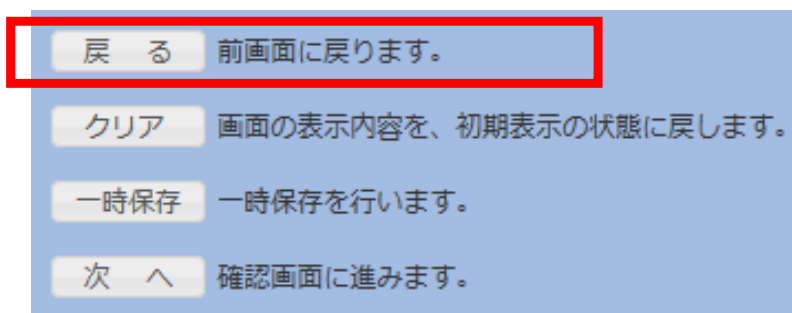 戻　る 前画面に戻ります。
クリア 画面の表示内容を、初期表示の状態に戻します。
一時保存 一時保存を行います。
次　へ 確認画面に進みます。